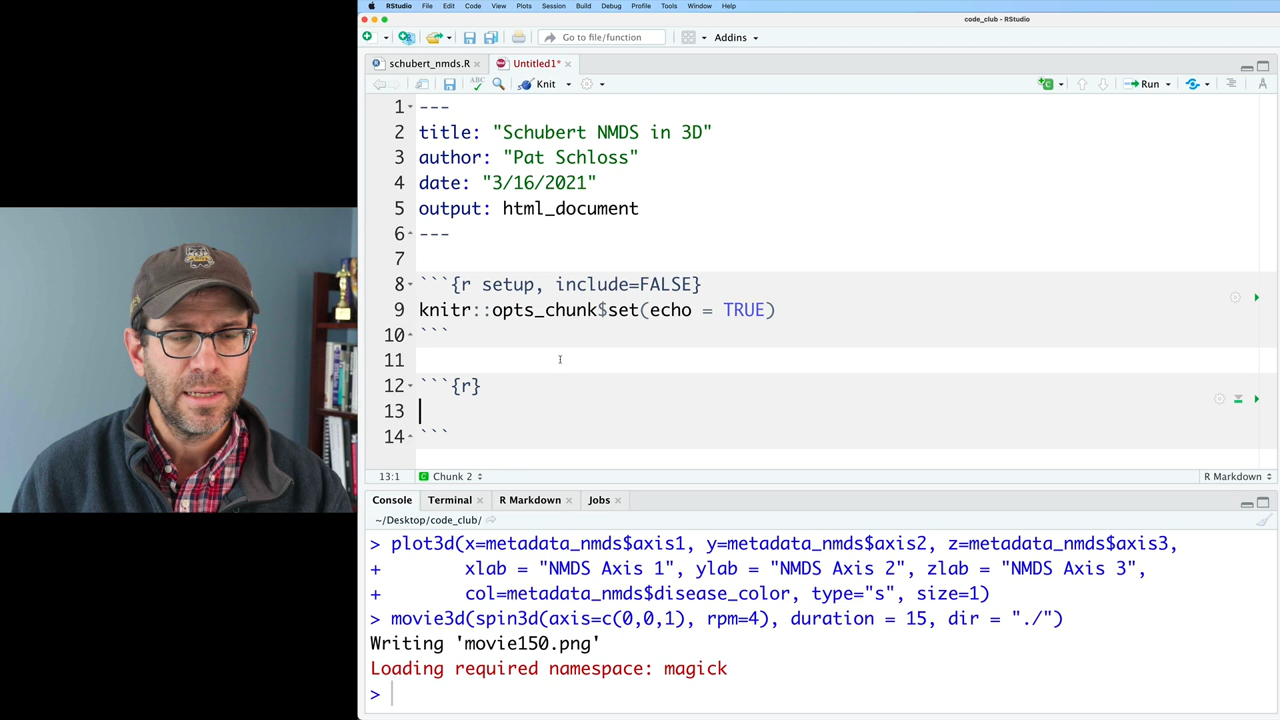 RStudio File Edit Code View Plots Session Build Debug Profile Tools Window Help
code_club - RStudio
Go to file/function Addins
schubert_nmds.R Untitled1*
ABC Knit Run
1 ---
2 title: "Schubert NMDS in 3D"
3 author: "Pat Schloss"
4 date: "3/16/2021"
5 output: html_document
6 ---
7
8 ```{r setup, include=FALSE}
9 knitr::opts_chunk$set(echo = TRUE)
10 ```
11
12 ```{r}
13
14 ```
13:1 Chunk 2 R Markdown
Console Terminal R Markdown Jobs
~/Desktop/code_club/
> plot3d(x=metadata_nmds$axis1, y=metadata_nmds$axis2, z=metadata_nmds$axis3,
+ xlab = "NMDS Axis 1", ylab = "NMDS Axis 2", zlab = "NMDS Axis 3",
+ col=metadata_nmds$disease_color, type="s", size=1)
> movie3d(spin3d(axis=c(0,0,1), rpm=4), duration = 15, dir = "./")
Writing 'movie150.png'
Loading required namespace: magick
>